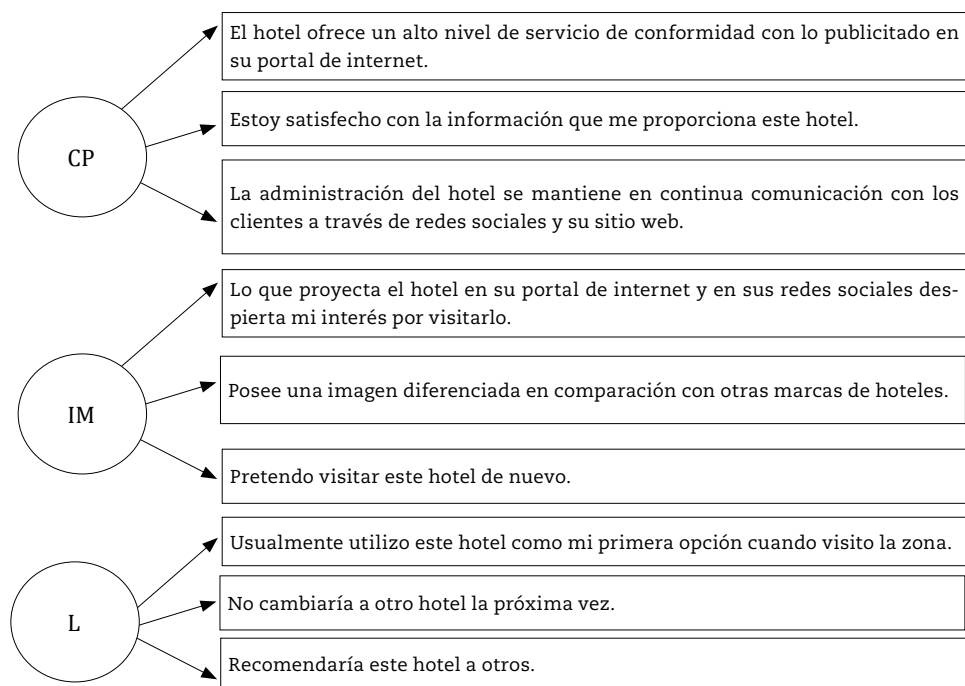 El hotel ofrece un alto nivel de servicio de conformidad con lo publicitado en
su portal de internet.
CP
Estoy satisfecho con la información que me proporciona este hotel.
La administración del hotel se mantiene en continua comunicación con los
clientes a través de redes sociales y su sitio web.
Lo que proyecta el hotel en su portal de internet y en sus redes sociales des-
pierta mi interés por visitarlo.
IM
Posee una imagen diferenciada en comparación con otras marcas de hoteles.
Pretendo visitar este hotel de nuevo.
Usualmente utilizo este hotel como mi primera opción cuando visito la zona.
L
No cambiaría a otro hotel la próxima vez.
Recomendaría este hotel a otros.